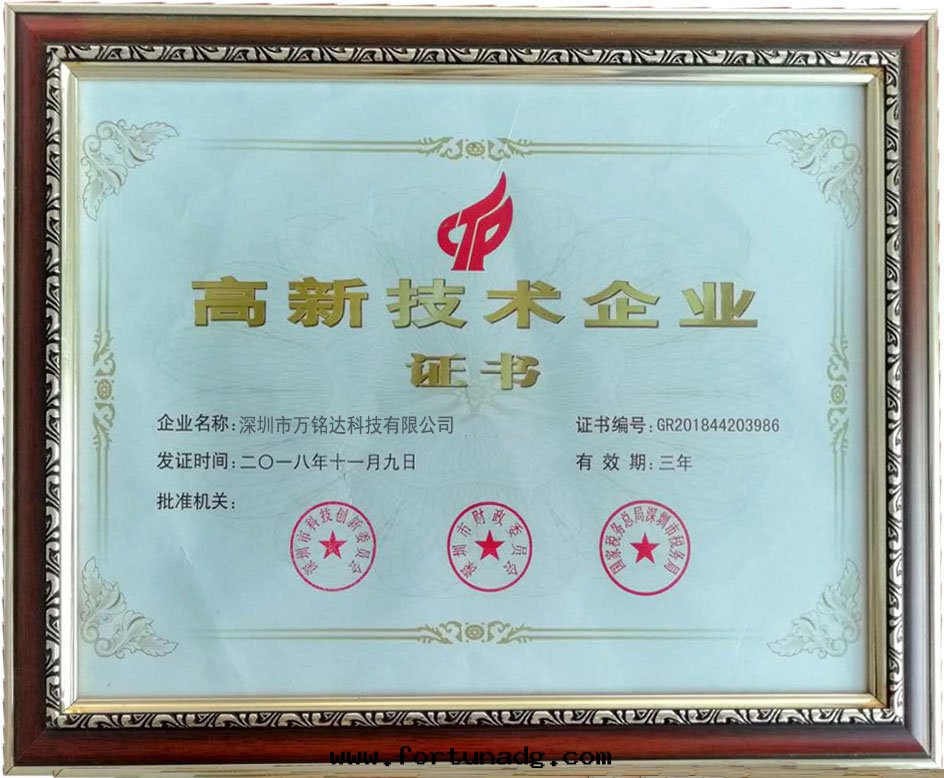 CTP
高新技术企业
证书
企业名称:深圳市万铭达科技有限公司
证书编号:GR201844203986
发证时间:二〇一八年十一月九日
有效期:三年
批准机关:
深圳市科技创新委员会
深圳市财政委员会
国家税务总局深圳市税务局
www.fortunadg.com